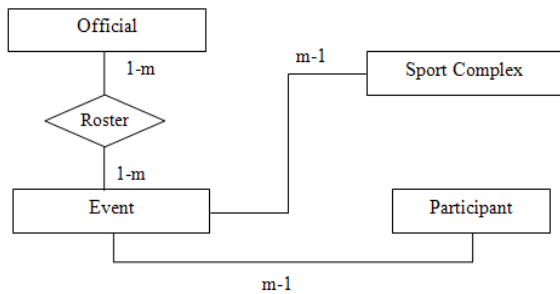 Official
1-m
m-1
Sport Complex
Roster
1-m
Event
Participant
m-1